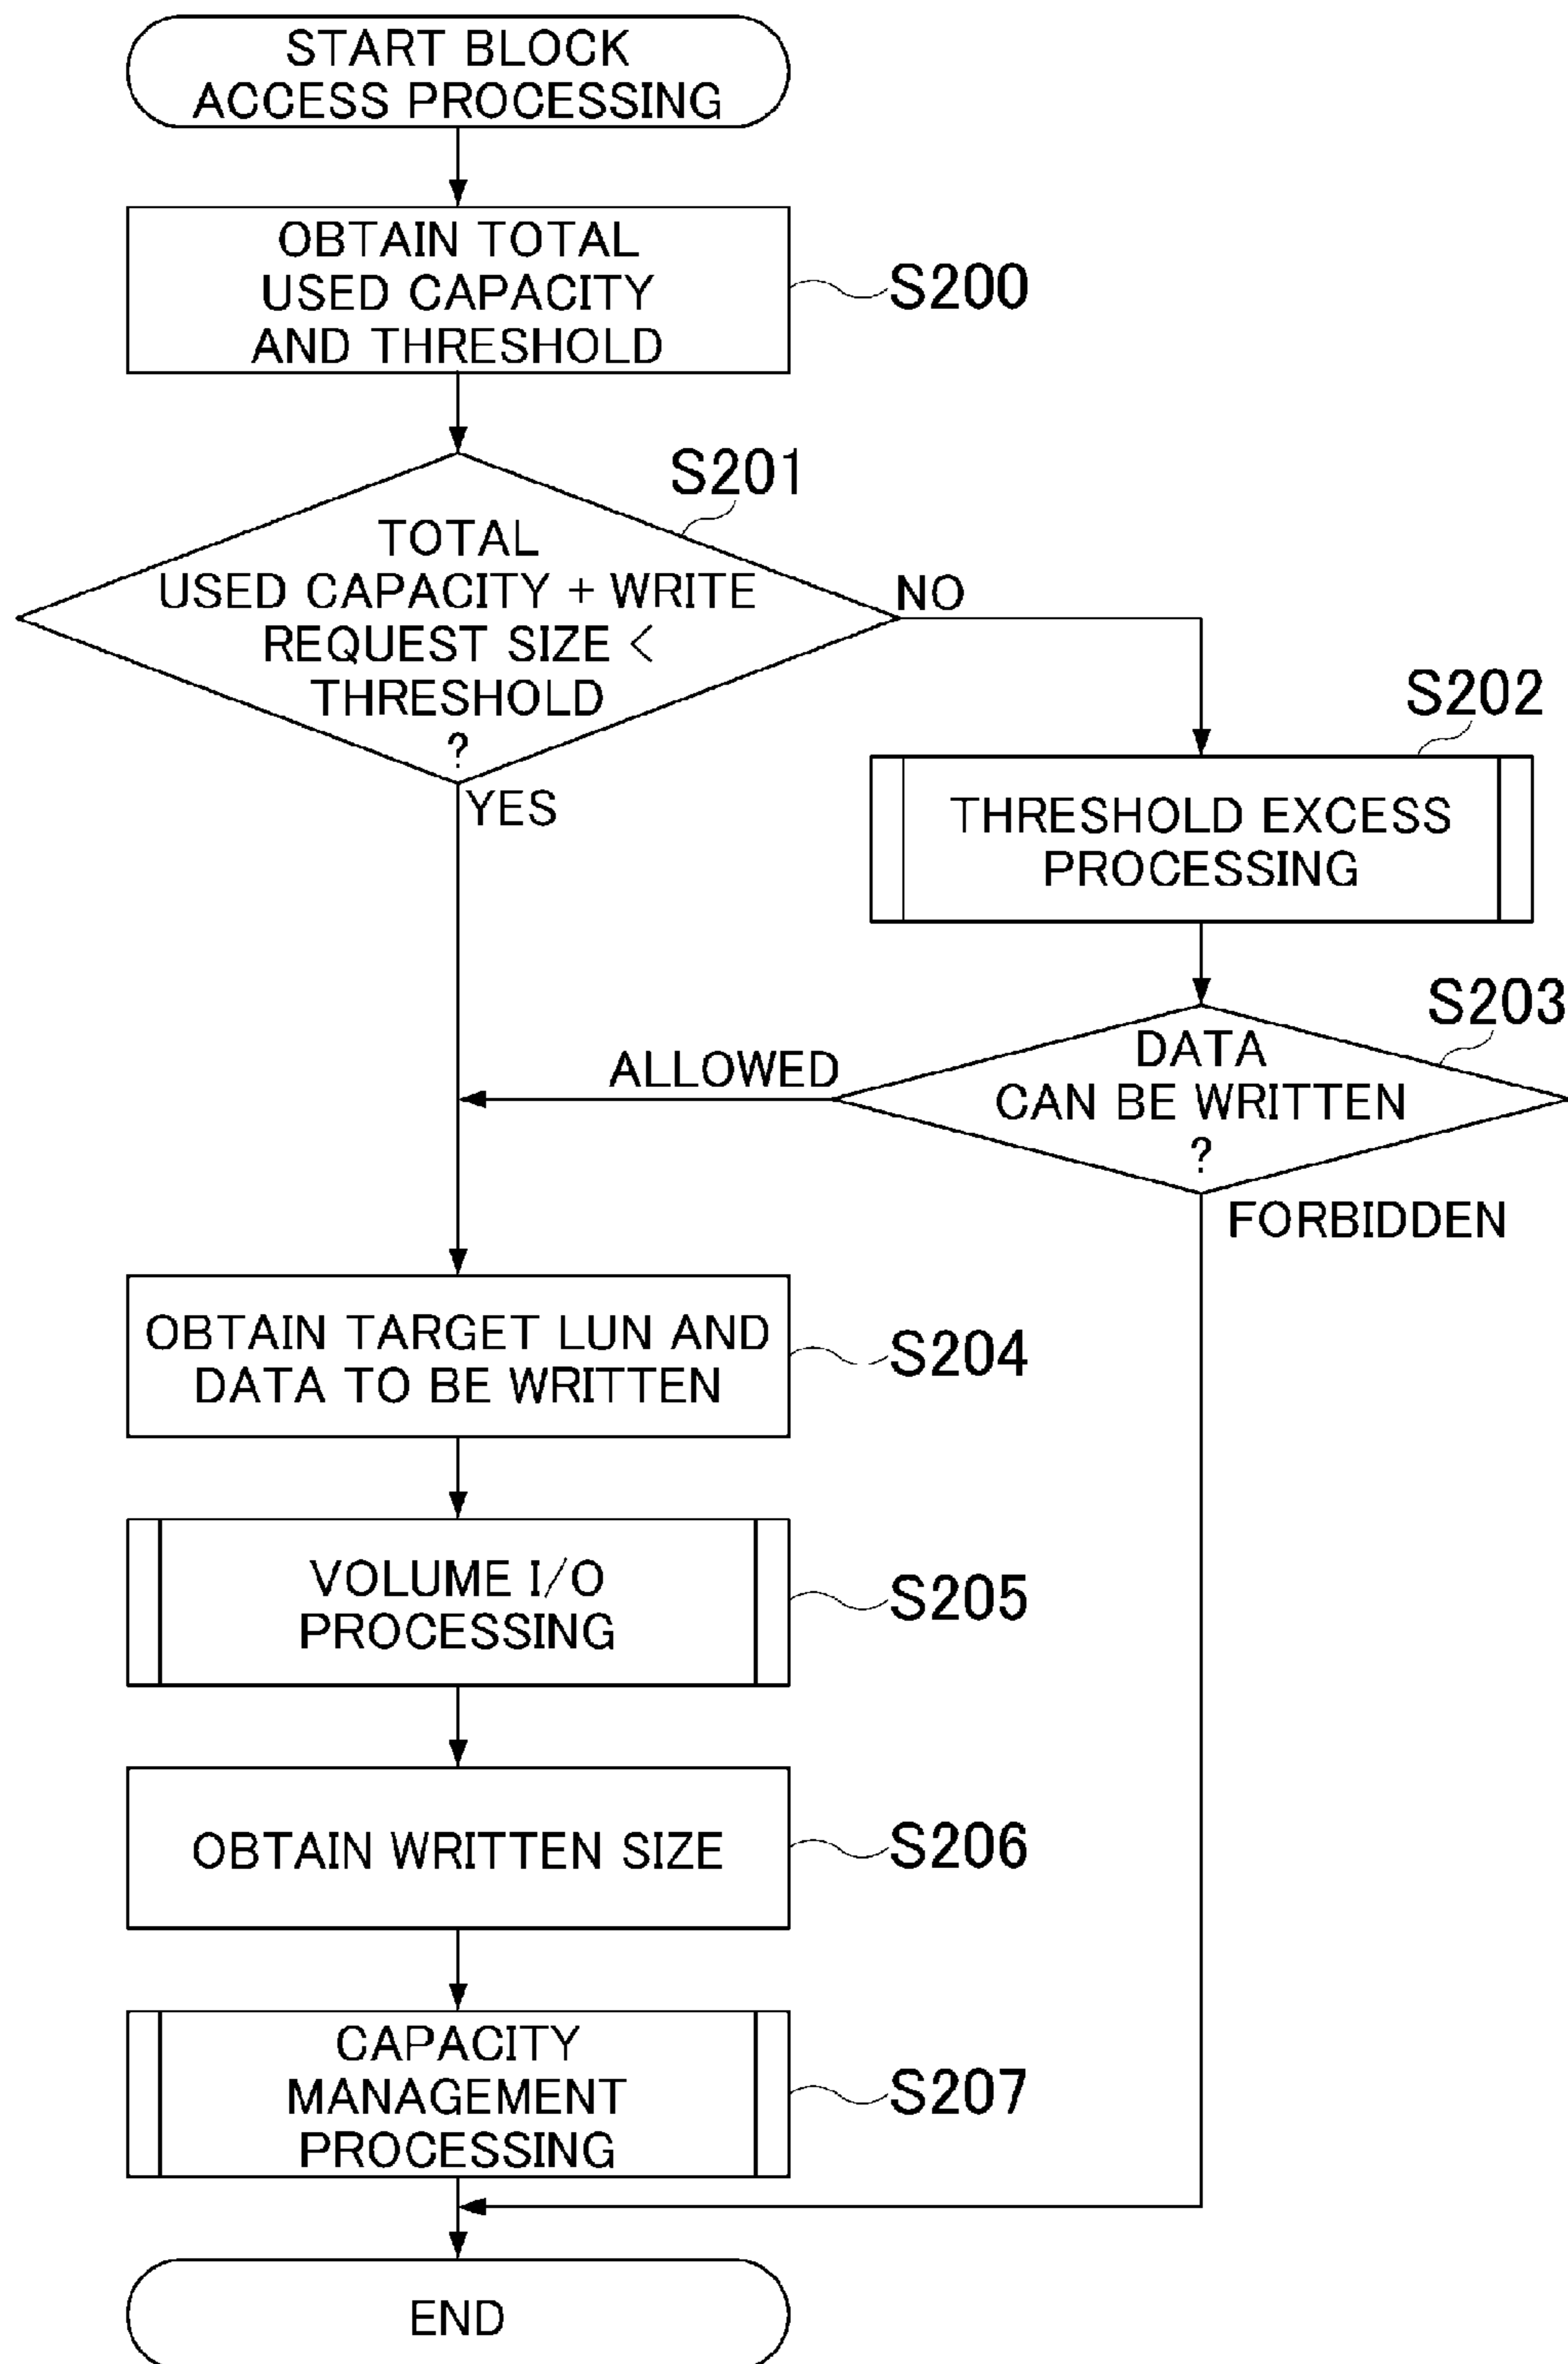 START BLOCK
ACCESS PROCESSING
OBTAIN TOTAL
USED CAPACITY
AND THRESHOLD
S200
S201
TOTAL
USED CAPACITY + WRITE
REQUEST SIZE <
THRESHOLD
?
NO
YES
S202
THRESHOLD EXCESS
PROCESSING
S203
DATA
CAN BE WRITTEN
?
ALLOWED
FORBIDDEN
OBTAIN TARGET LUN AND
DATA TO BE WRITTEN
S204
VOLUME I/O
PROCESSING
S205
OBTAIN WRITTEN SIZE
S206
CAPACITY
MANAGEMENT
PROCESSING
S207
END